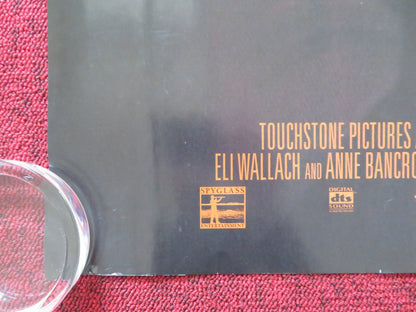 TOUCHSTONE PICTURES
ELI WALLACH AND ANNE BANCRO
SPYGLASS
ENTERTAINMENT
DIGITAL
dts
SOUND